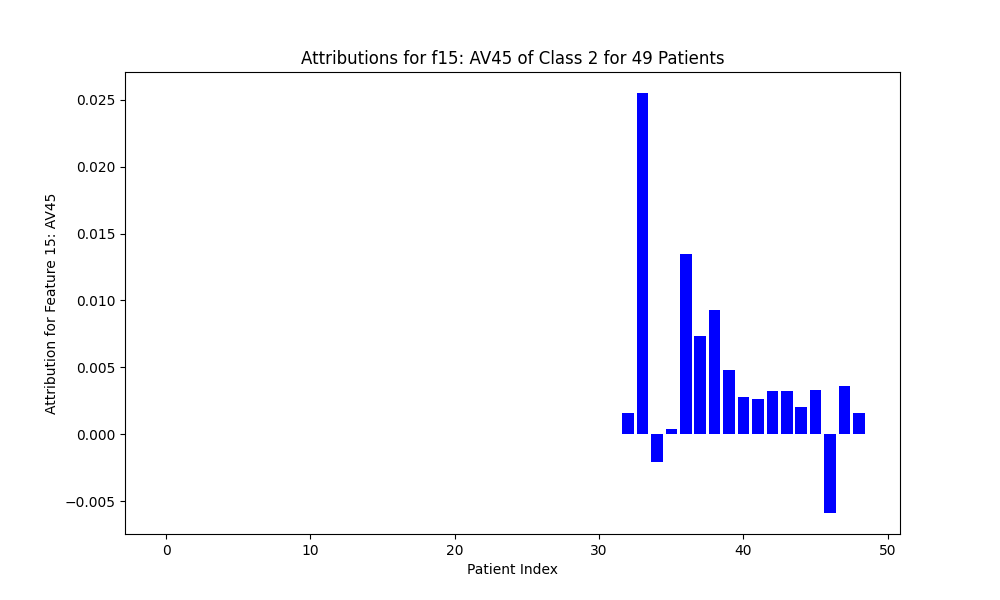 Attributions for f15: AV45 of Class 2 for 49 Patients
Attribution for Feature 15: AV45
0.025
0.020
0.015
0.010
0.005
0.000
−0.005
0 10 20 30 40 50
Patient Index